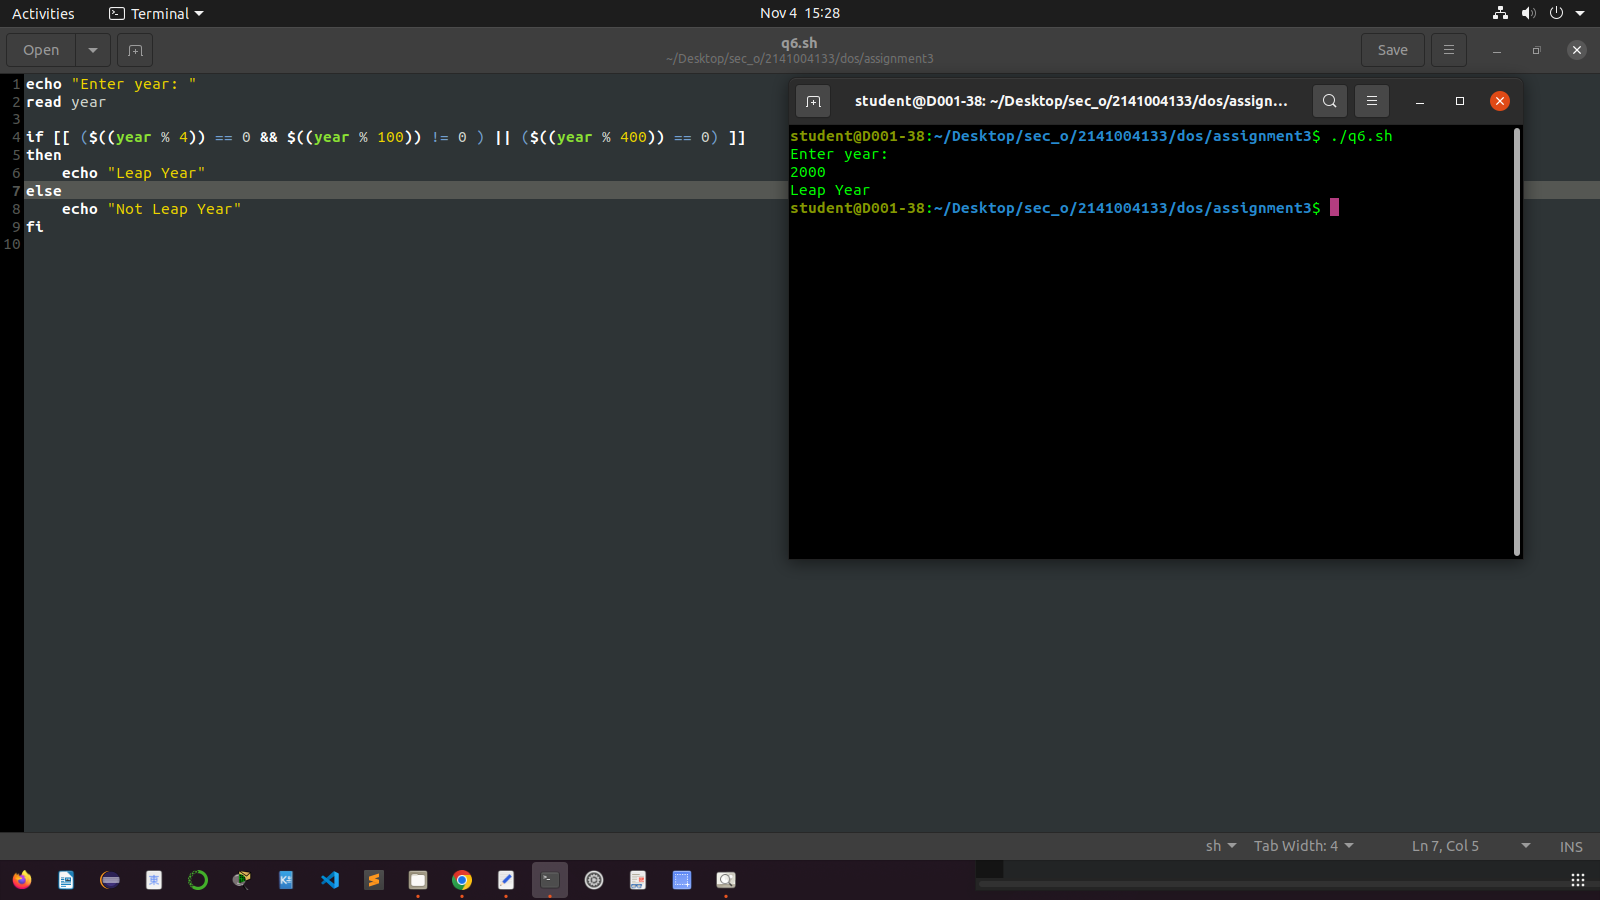 Activities Terminal Nov 4 15:28
Open q6.sh Save
~/Desktop/sec_o/2141004133/dos/assignment3
1 echo "Enter year: "
2 read year
3
4 if [[ ($((year % 4)) == 0 && $((year % 100)) != 0 ) || ($((year % 400)) == 0) ]]
5 then
6     echo "Leap Year"
7 else
8     echo "Not Leap Year"
9 fi
10
student@D001-38: ~/Desktop/sec_o/2141004133/dos/assign...
student@D001-38:~/Desktop/sec_o/2141004133/dos/assignment3$ ./q6.sh
Enter year:
2000
Leap Year
student@D001-38:~/Desktop/sec_o/2141004133/dos/assignment3$
sh Tab Width: 4 Ln 7, Col 5 INS